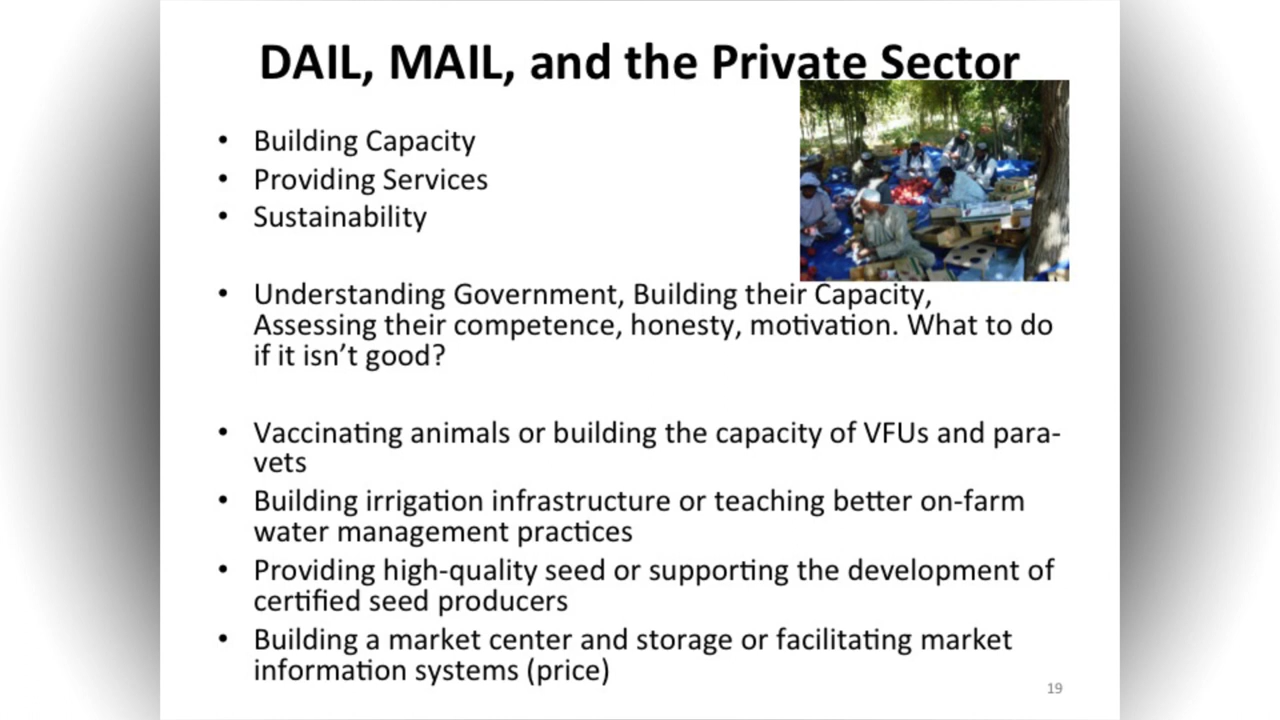 DAIL, MAIL, and the Private Sector
• Building Capacity
• Providing Services
• Sustainability
• Understanding Government, Building their Capacity,
Assessing their competence, honesty, motivation. What to do
if it isn’t good?
• Vaccinating animals or building the capacity of VFUs and para-
vets
• Building irrigation infrastructure or teaching better on-farm
water management practices
• Providing high-quality seed or supporting the development of
certified seed producers
• Building a market center and storage or facilitating market
information systems (price)
19